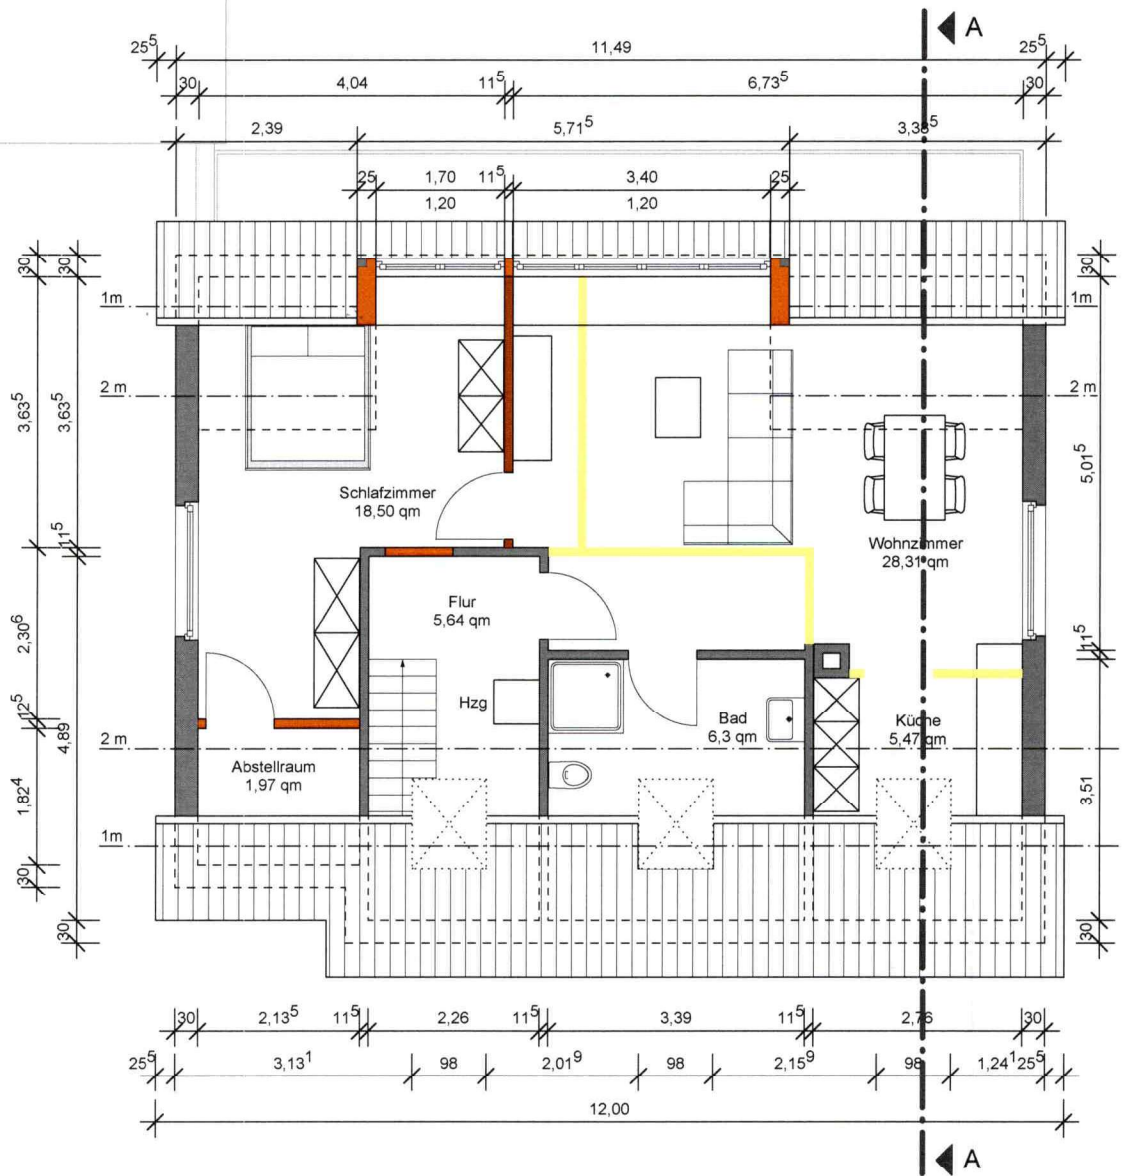 A
25⁵ 11,49 25⁵
30 4,04 11⁵ 6,73⁵ 30
2,39 5,71⁵
25 1,70 11⁵ 3,40 25
1,20 1,20
30 30 30
1m 1m
2 m 2 m
3,63⁵ 3,63⁵ 5,01⁵
Schlafzimmer
18,50 qm
Wohnzimmer
28,31 qm
11⁵
Flur
5,64 qm
2,30⁶ 11⁵
Hzg
Bad
6,3 qm
Küche
5,47 qm
12⁵ 4,89
2 m
Abstellraum
1,97 qm
1,82⁴ 3,51
1m
30
30 30
30 2,13⁵ 11⁵ 2,26 11⁵ 3,39 11⁵ 2,76 30
25⁵ 3,13¹ 98 2,01⁹ 98 2,15⁹ 98 1,24¹ 25⁵
12,00
A